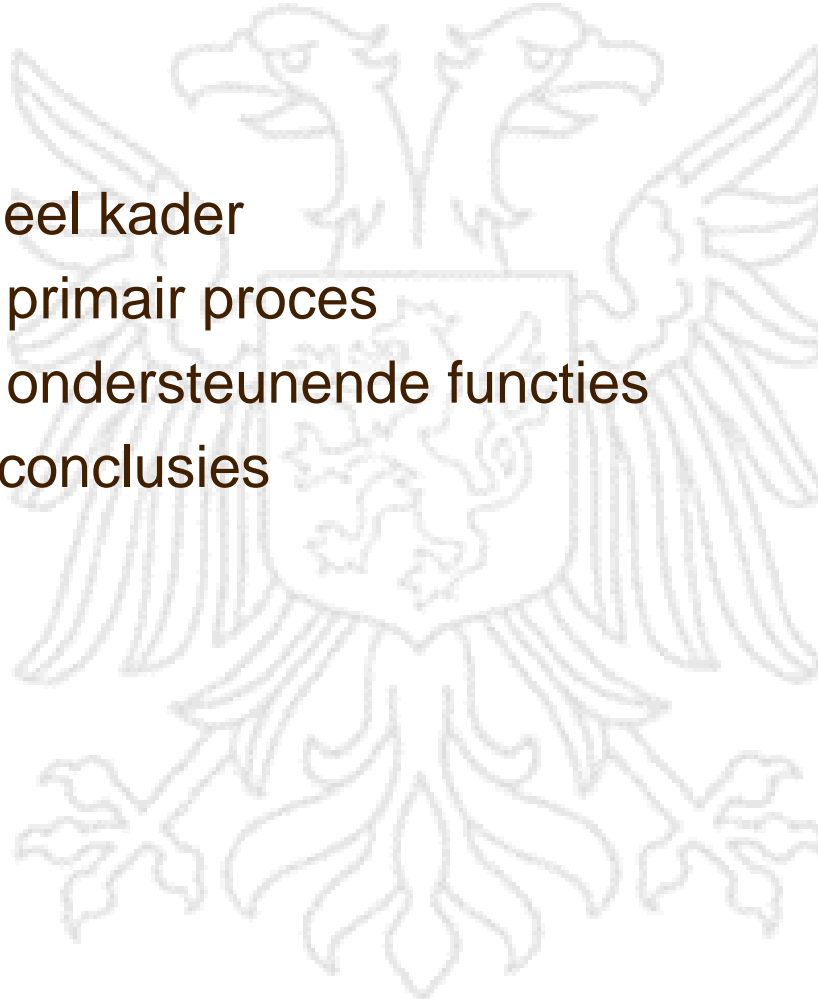 eel kader
primair proces
ondersteunende functies
conclusies